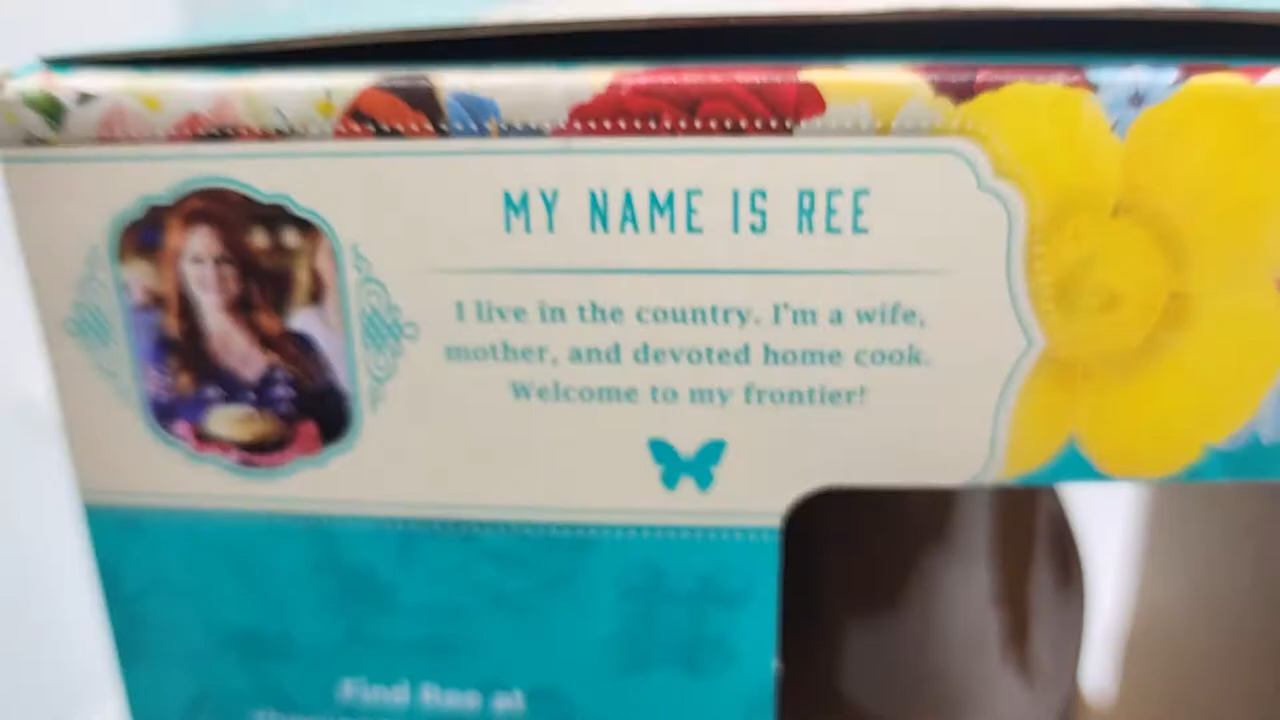 MY NAME IS REE
I live in the country. I'm a wife,
mother, and devoted home cook.
Welcome to my frontier!
Find Ree at